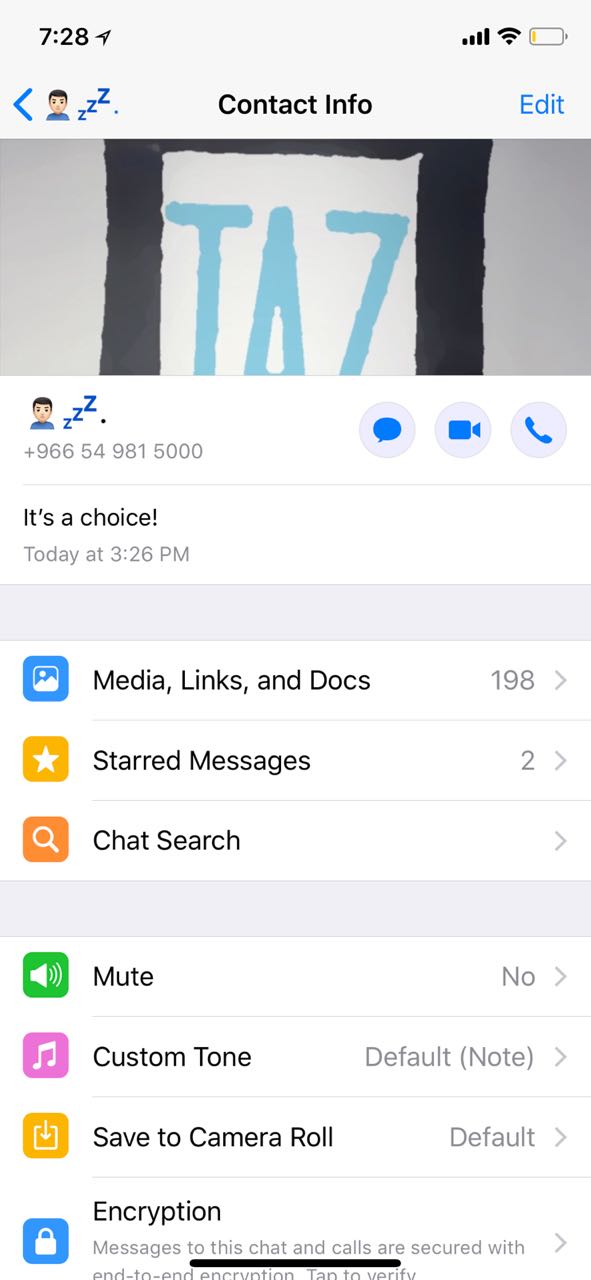 7:28
👨🏻💤.
Contact Info
Edit
TAZ
👨🏻💤.
+966 54 981 5000
It's a choice!
Today at 3:26 PM
Media, Links, and Docs 198
Starred Messages 2
Chat Search
Mute No
Custom Tone Default (Note)
Save to Camera Roll Default
Encryption
Messages to this chat and calls are secured with
end-to-end encryption. Tap to verify.